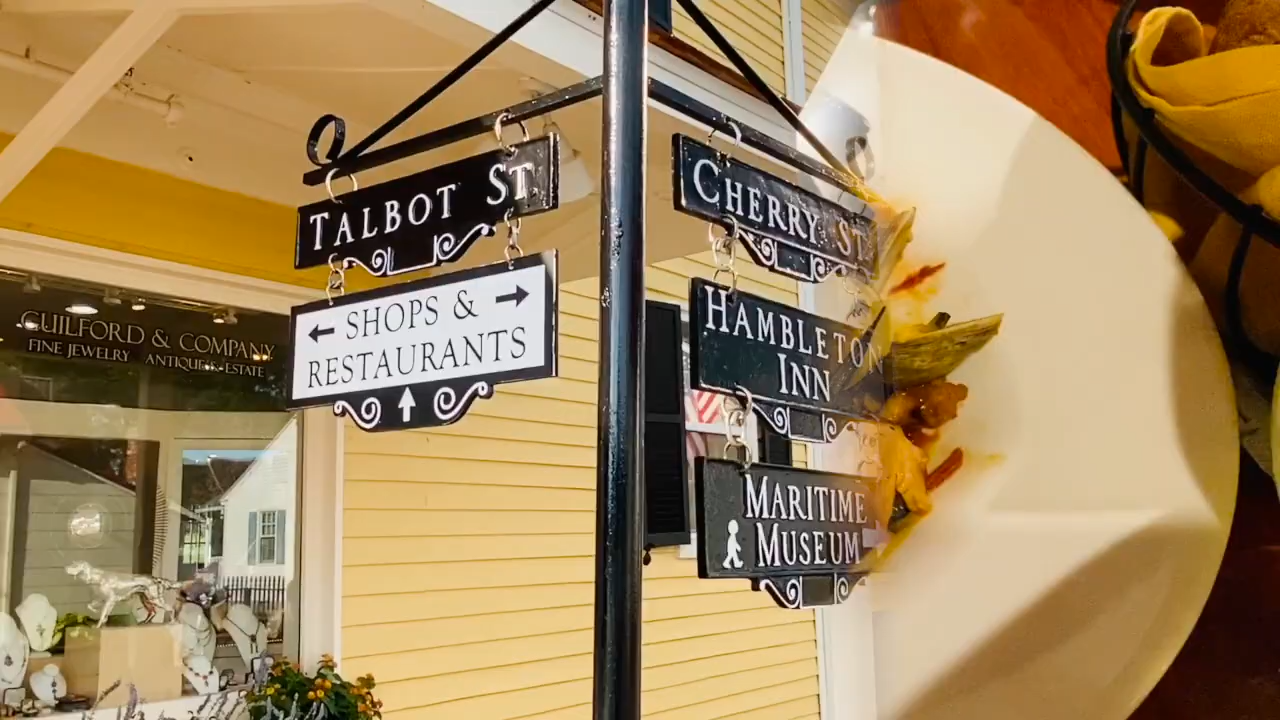 TALBOT ST
← SHOPS & →
RESTAURANTS
↑
CHERRY ST.
HAMBLETON
INN
MARITIME
MUSEUM
GUILFORD & COMPANY
FINE JEWELRY ANTIQUE & ESTATE